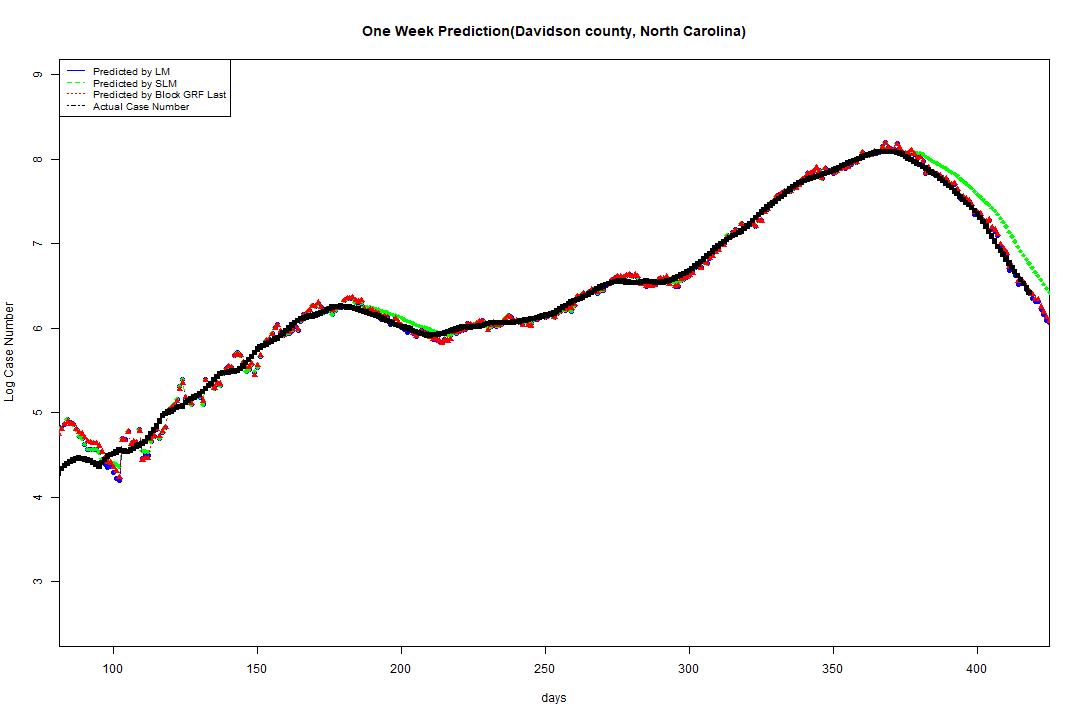 One Week Prediction(Davidson county, North Carolina)
Predicted by LM
Predicted by SLM
Predicted by Block GRF Last
Actual Case Number
9
8
7
6
5
4
3
Log Case Number
100 150 200 250 300 350 400
days